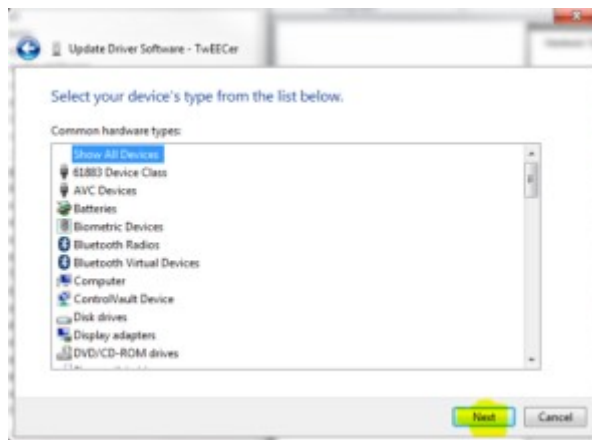 Update Driver Software - TwEECer
Select your device's type from the list below.
Common hardware types:
Show All Devices
61883 Device Class
AVC Devices
Batteries
Biometric Devices
Bluetooth Radios
Bluetooth Virtual Devices
Computer
ControlVault Device
Disk drives
Display adapters
DVD/CD-ROM drives
Next
Cancel